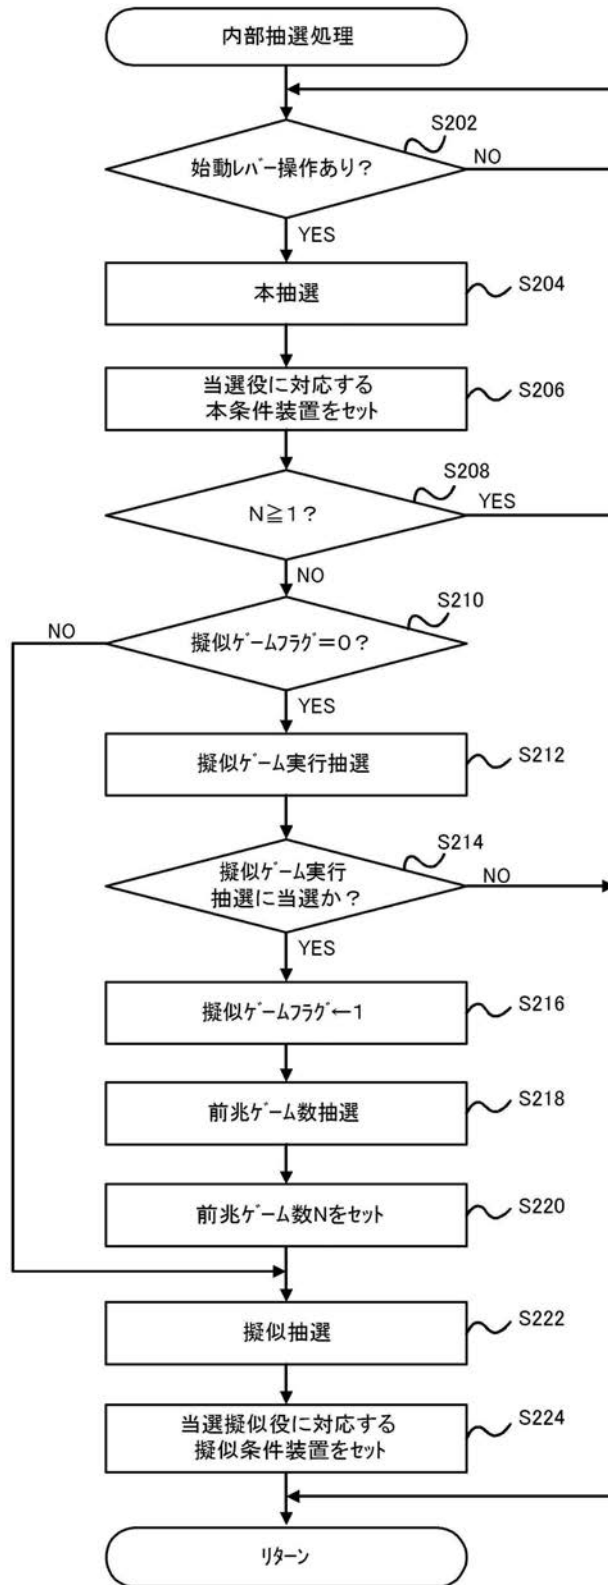 内部抽選処理
S202
始動ﾚﾊﾞｰ操作あり？
NO
YES
本抽選
S204
当選役に対応する
本条件装置をｾｯﾄ
S206
S208
N≧1？
YES
NO
S210
NO
擬似ｹﾞｰﾑﾌﾗｸﾞ＝0？
YES
擬似ｹﾞｰﾑ実行抽選
S212
S214
擬似ｹﾞｰﾑ実行
抽選に当選か？
NO
YES
擬似ｹﾞｰﾑﾌﾗｸﾞ←1
S216
前兆ｹﾞｰﾑ数抽選
S218
前兆ｹﾞｰﾑ数Nをｾｯﾄ
S220
擬似抽選
S222
当選擬似役に対応する
擬似条件装置をｾｯﾄ
S224
ﾘﾀｰﾝ